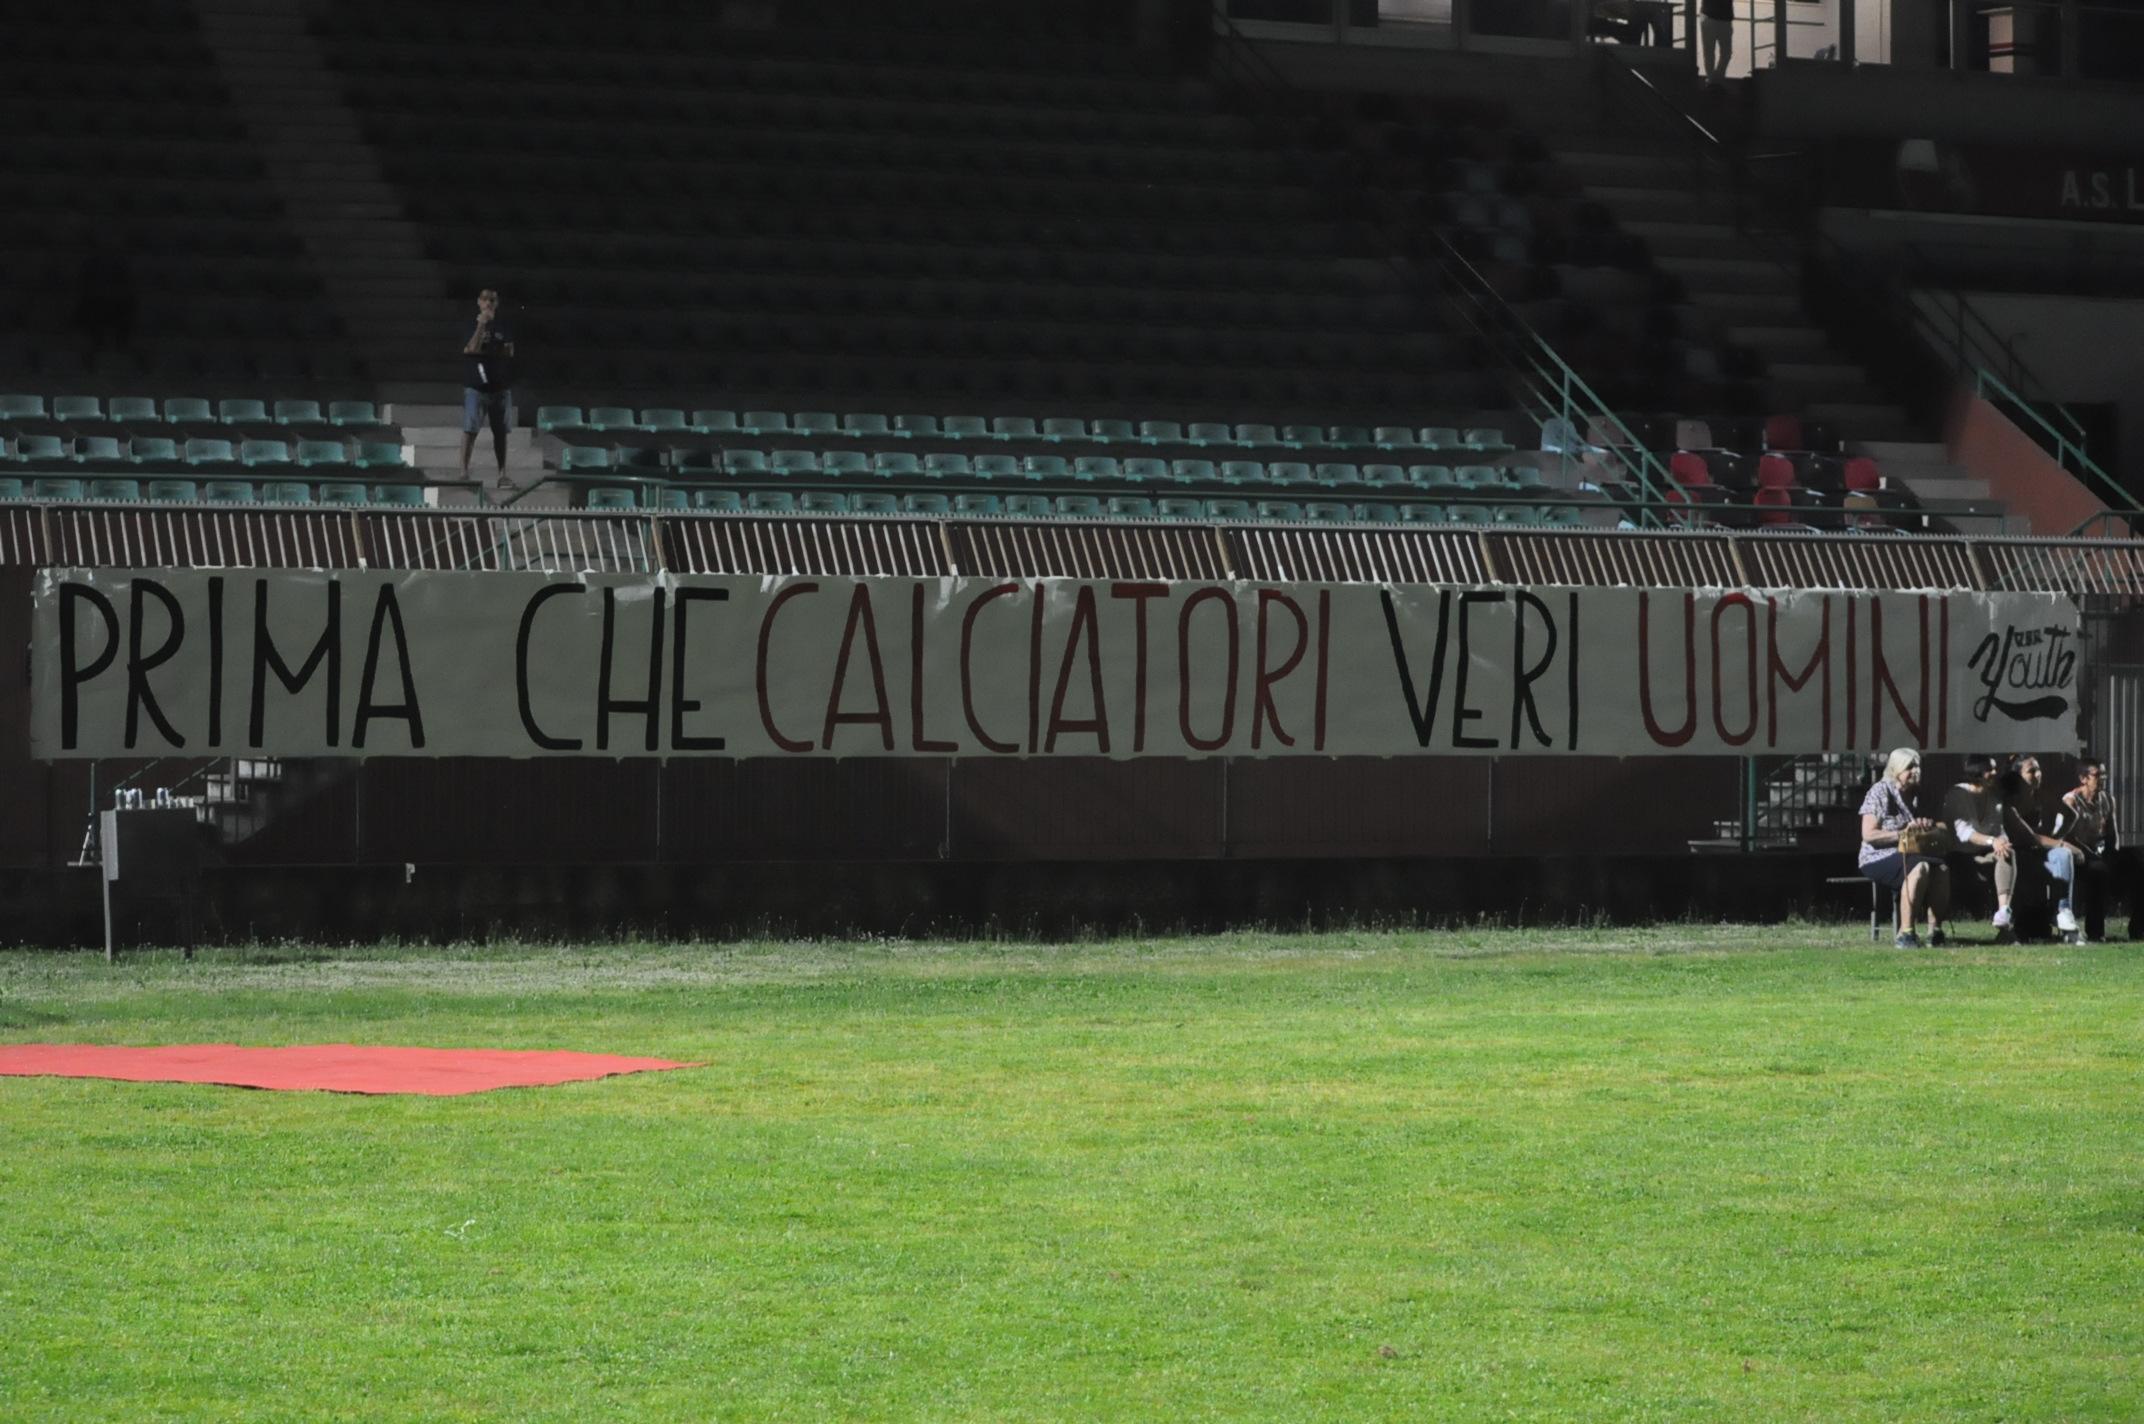 A.S. L
PRIMA CHE CALCIATORI VERI UOMINI
Youth